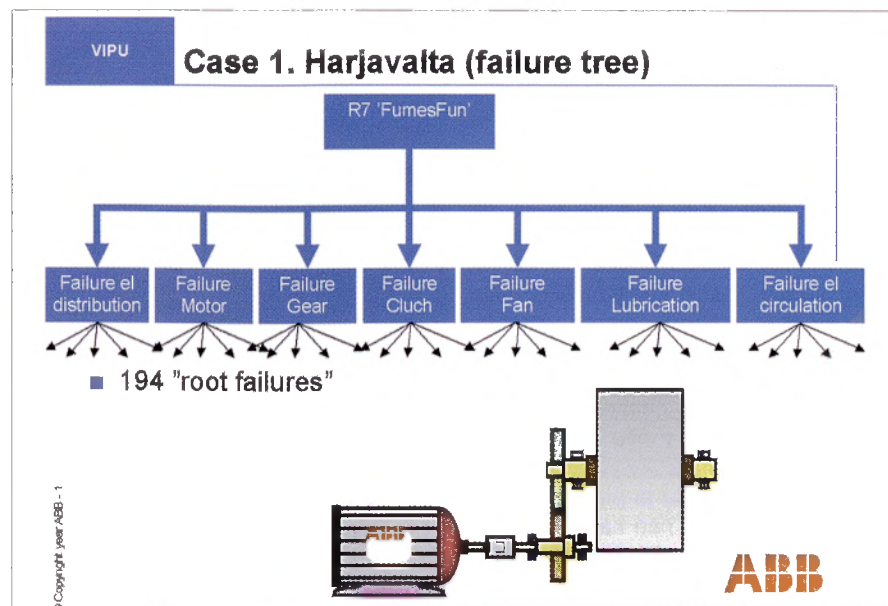 VIPU
Case 1. Harjavalta (failure tree)
R7 'FumesFun'
Failure el
distribution
Failure
Motor
Failure
Gear
Failure
Cluch
Failure
Fan
Failure
Lubrication
Failure el
circulation
194 "root failures"
ABB
ABB
Copyright year ABB - 1